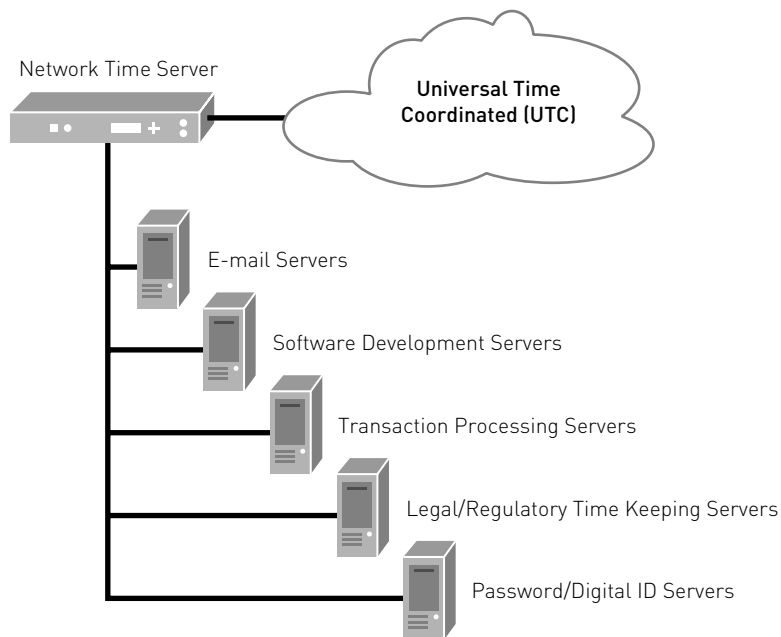 Network Time Server
Universal Time
Coordinated (UTC)
E-mail Servers
Software Development Servers
Transaction Processing Servers
Legal/Regulatory Time Keeping Servers
Password/Digital ID Servers